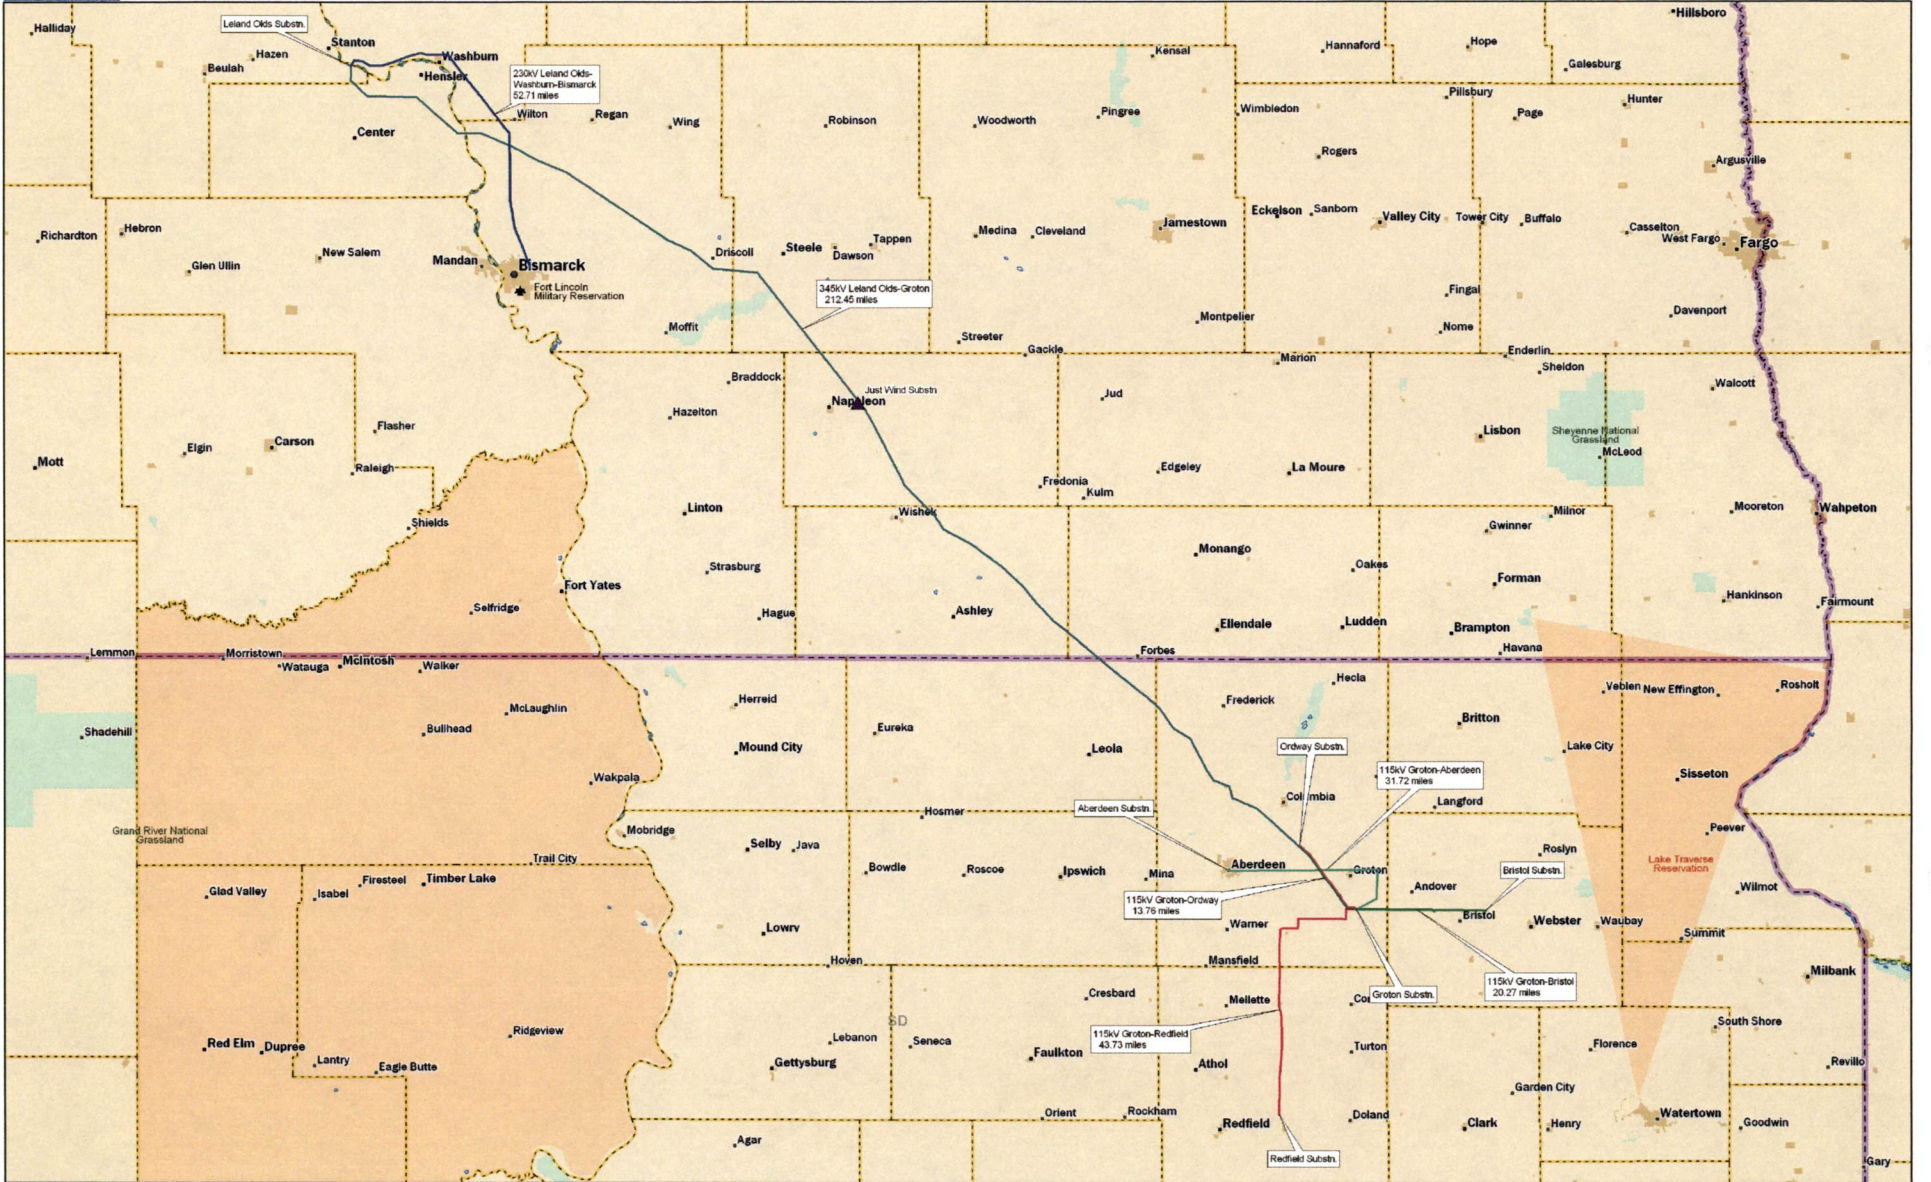 Halliday
Leland Olds Substn.
Stanton
Hazen
Beulah
Washburn
Hensler
230kV Leland Olds-
Washburn-Bismarck
52.71 miles
Kensal
Hannaford
Hope
Galesburg
Hillsboro
Center
Wilton
Regan
Wing
Robinson
Woodworth
Pingree
Wimbledon
Pillsbury
Page
Hunter
Rogers
Argusville
Richardton
Hebron
Glen Ullin
New Salem
Mandan
Bismarck
Fort Lincoln
Military Reservation
Driscoll
Steele
Dawson
Tappen
Medina
Cleveland
Jamestown
Eckelson
Sanborn
Valley City
Tower City
Buffalo
Casselton
West Fargo
Fargo
345kV Leland Olds-Groton
212.45 miles
Moffit
Streeter
Gackle
Montpelier
Fingal
Nome
Davenport
Marion
Enderlin
Sheldon
Walcott
Braddock
Just Wind Substn
Napoleon
Hazelton
Jud
Lisbon
Sheyenne National
Grassland
McLeod
Mott
Elgin
Carson
Flasher
Raleigh
Edgeley
La Moure
Fredonia
Kulm
Shields
Linton
Wishek
Gwinner
Milnor
Mooreton
Wahpeton
Monango
Oakes
Forman
Strasburg
Fort Yates
Selfridge
Hague
Ashley
Ellendale
Ludden
Brampton
Hankinson
Fairmount
Lemmon
Morristown
Watauga
McIntosh
Walker
Forbes
Havana
McLaughlin
Bullhead
Shadehill
Herreid
Eureka
Mound City
Leola
Frederick
Hecla
Britton
Veblen
New Effington
Rosholt
Lake City
Sisseton
Wakpala
Ordway Substn.
115kV Groton-Aberdeen
31.72 miles
Columbia
Langford
Aberdeen Substn.
Hosmer
Grand River National
Grassland
Mobridge
Selby
Java
Trail City
Peever
Roslyn
Lake Traverse
Reservation
Glad Valley
Isabel
Firesteel
Timber Lake
Bowdle
Roscoe
Ipswich
Mina
Aberdeen
Groton
Andover
Bristol Substn.
Wilmot
115kV Groton-Ordway
13.76 miles
Lowry
Warner
Bristol
Webster
Waubay
Summit
Hoven
Mansfield
Milbank
115kV Groton-Bristol
20.27 miles
Groton Substn.
Cresbard
Mellette
SD
South Shore
Red Elm
Dupree
Lantry
Eagle Butte
Ridgeview
Lebanon
Seneca
Gettysburg
Faulkton
115kV Groton-Redfield
43.73 miles
Athol
Turton
Florence
Revillo
Garden City
Orient
Rockham
Redfield
Doland
Clark
Henry
Watertown
Goodwin
Agar
Redfield Substn.
Gary